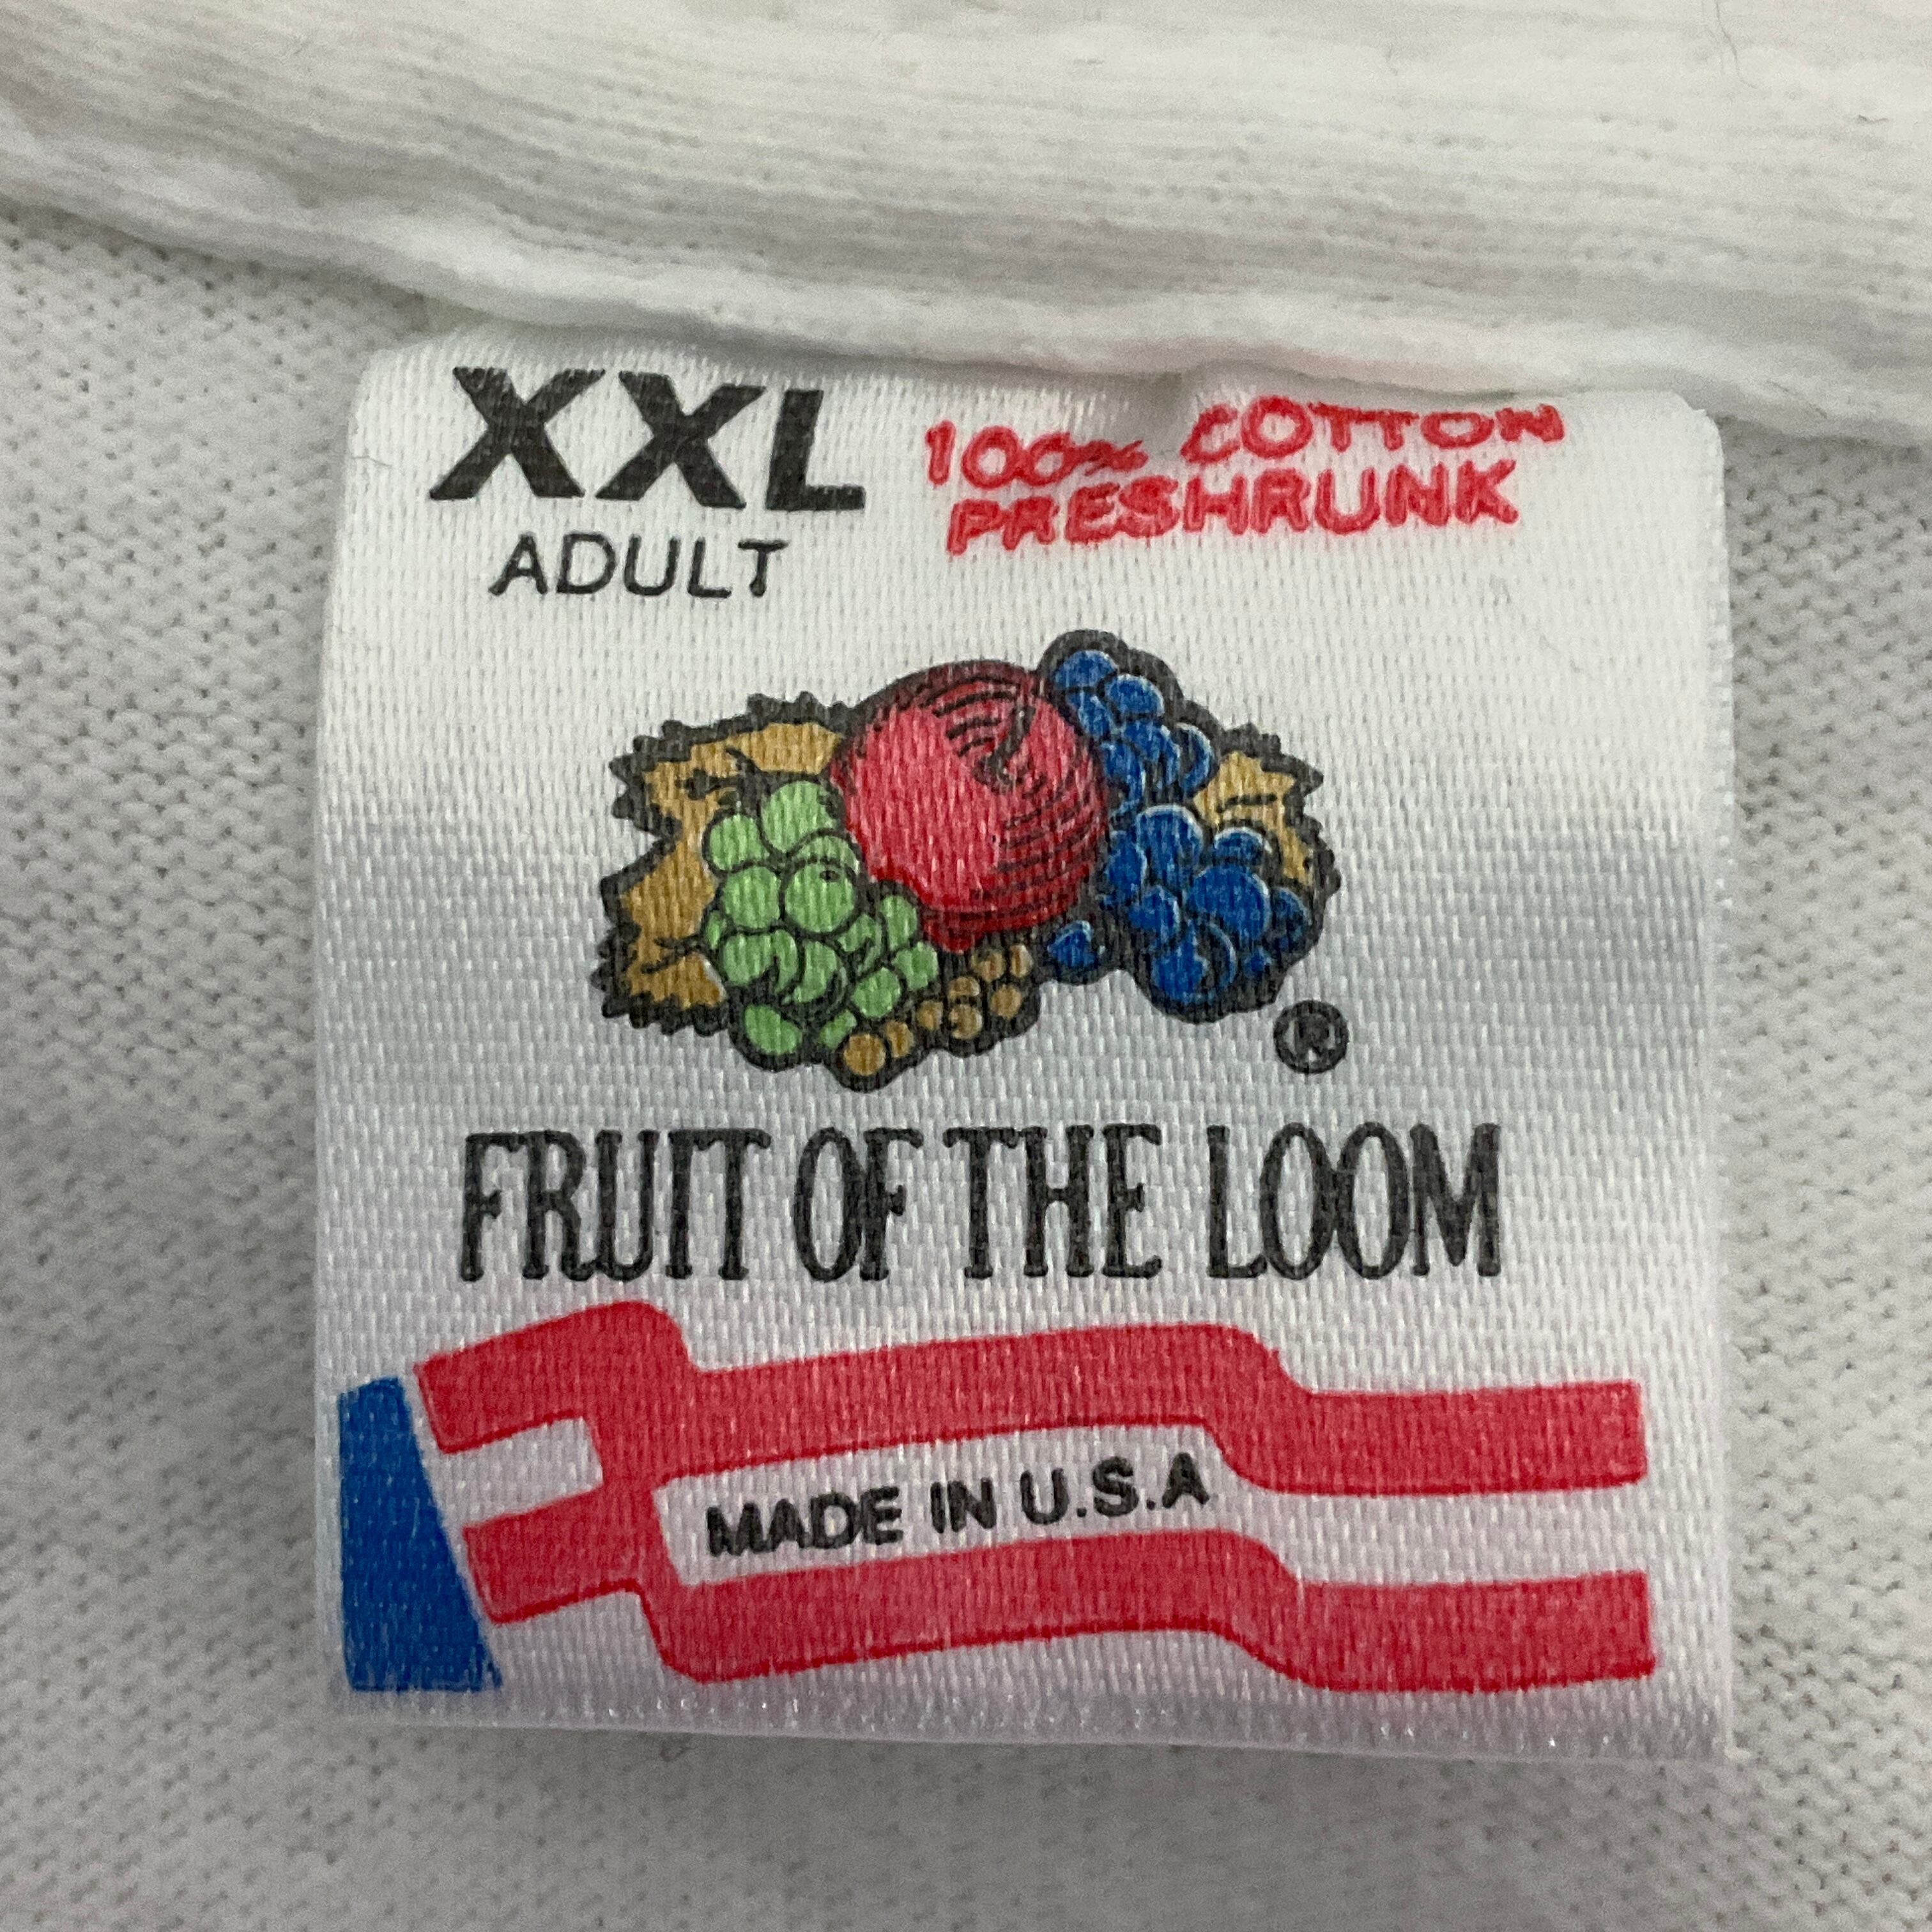 XXL
ADULT
100% COTTON
PRESHRUNK
®
FRUIT OF THE LOOM
MADE IN U.S.A